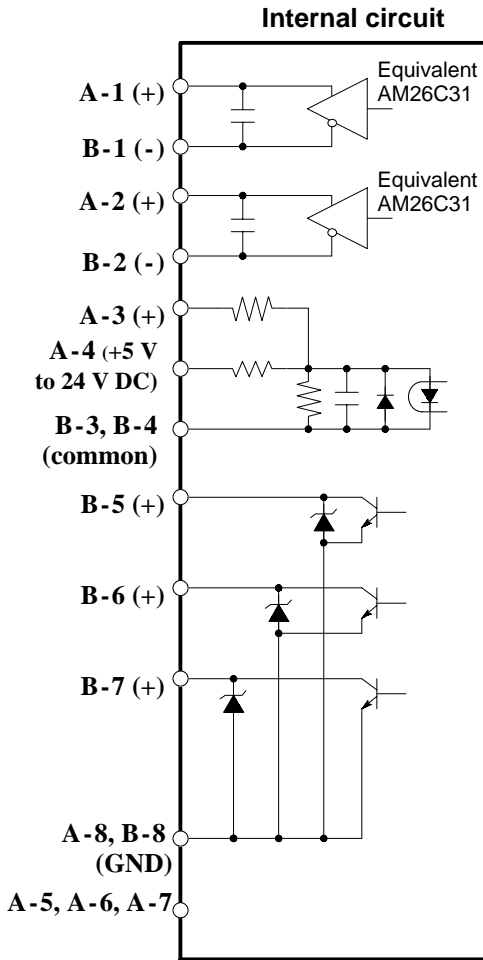 Internal circuit
A-1 (+)
Equivalent
AM26C31
B-1 (-)
A-2 (+)
Equivalent
AM26C31
B-2 (-)
A-3 (+)
A-4 (+5 V
to 24 V DC)
B-3, B-4
(common)
B-5 (+)
B-6 (+)
B-7 (+)
A-8, B-8
(GND)
A-5, A-6, A-7